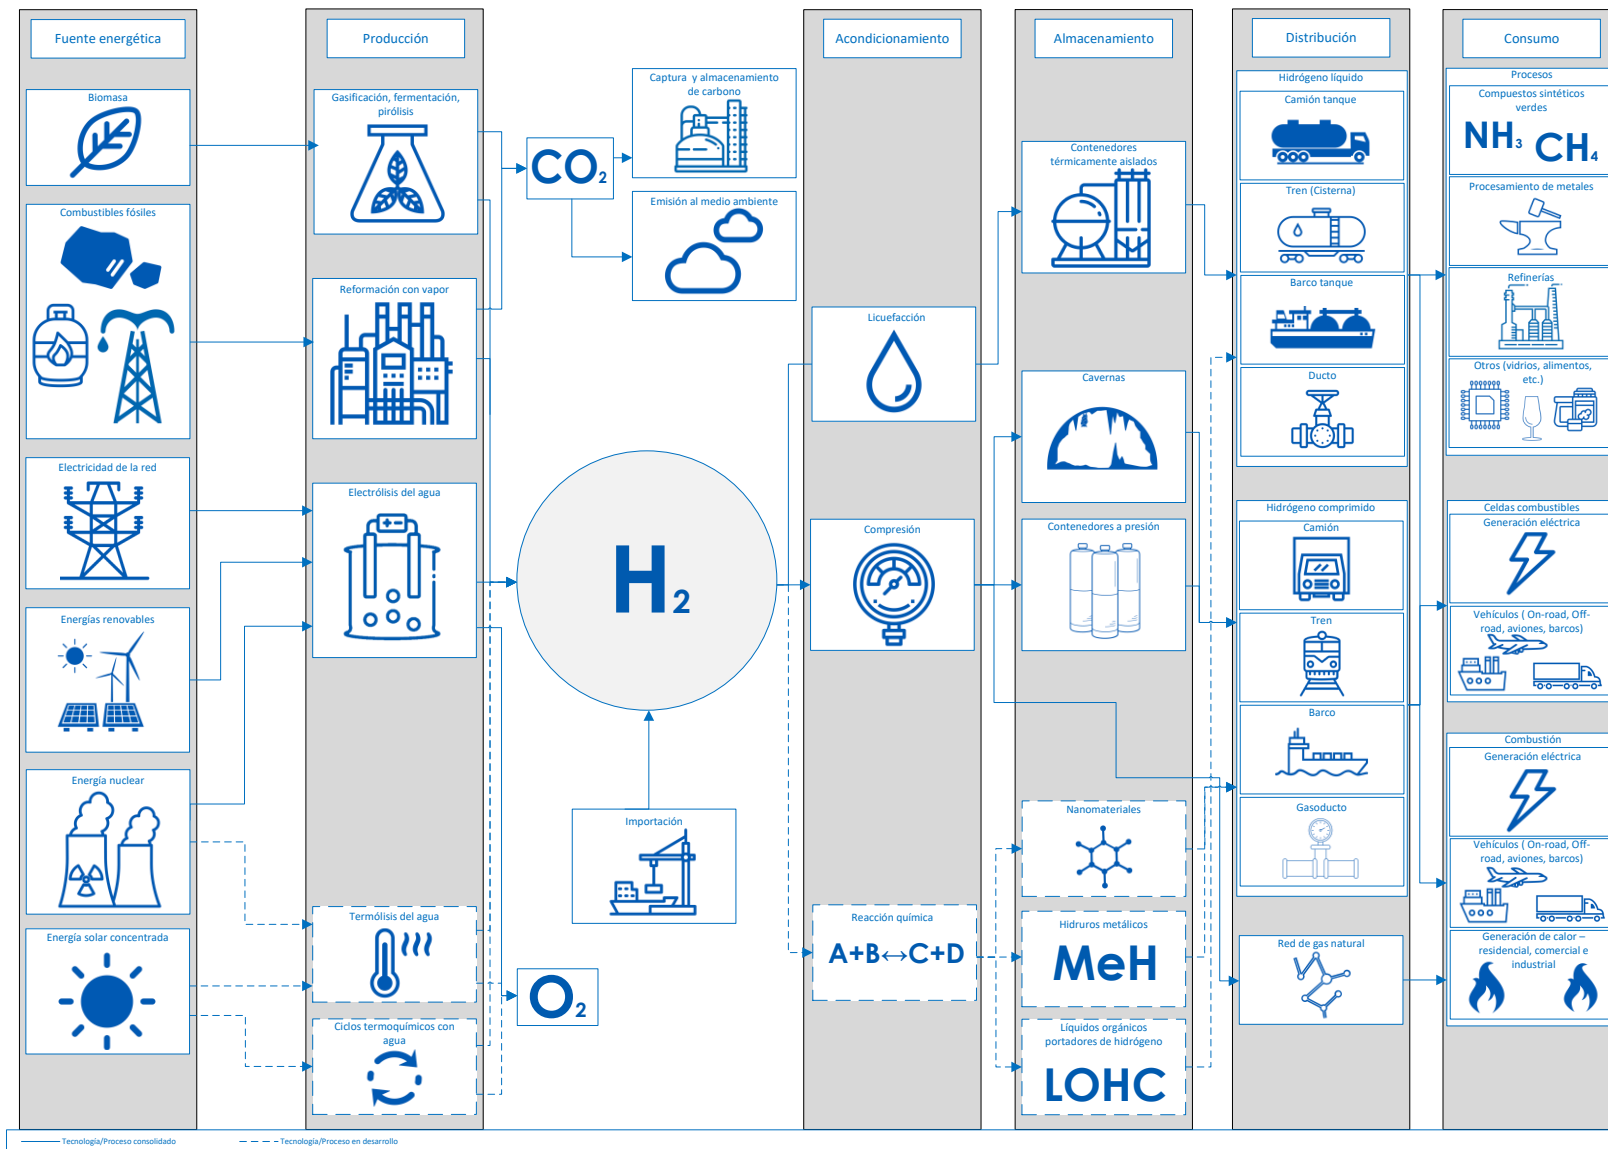 Fuente energética
Producción
Acondicionamiento
Almacenamiento
Distribución
Consumo
Biomasa
Combustibles fósiles
Electricidad de la red
Energías renovables
Energía nuclear
Energía solar concentrada
Gasificación, fermentación,
pirólisis
Reformación con vapor
Electrólisis del agua
Termólisis del agua
Ciclos termoquímicos con
agua
CO2
Captura y almacenamiento
de carbono
Emisión al medio ambiente
H2
Importación
O2
Licuefacción
Compresión
Reacción química
A+B↔C+D
Contenedores
térmicamente aislados
Cavernas
Contenedores a presión
Nanomateriales
Hidruros metálicos
MeH
Líquidos orgánicos
portadores de hidrógeno
LOHC
Hidrógeno líquido
Camión tanque
Tren (Cisterna)
Barco tanque
Ducto
Hidrógeno comprimido
Camión
Tren
Barco
Gasoducto
Red de gas natural
Procesos
Compuestos sintéticos
verdes
NH3 CH4
Procesamiento de metales
Refinerías
Otros (vidrios, alimentos,
etc.)
Celdas combustibles
Generación eléctrica
Vehículos ( On-road, Off-
road, aviones, barcos)
Combustión
Generación eléctrica
Vehículos ( On-road, Off-
road, aviones, barcos)
Generación de calor –
residencial, comercial e
industrial
Tecnología/Proceso consolidado
Tecnología/Proceso en desarrollo